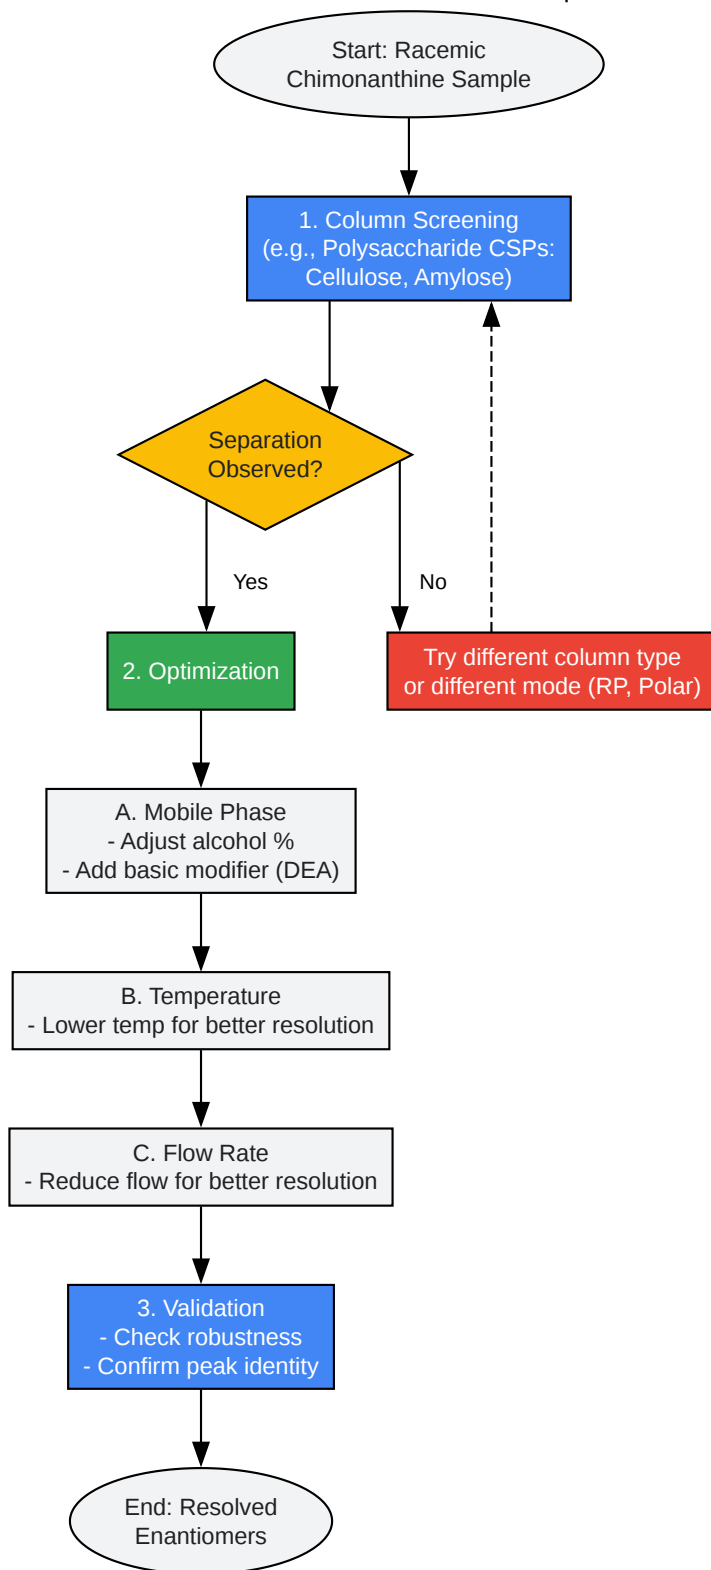 Start: Racemic
Chimonanthine Sample
1. Column Screening
(e.g., Polysaccharide CSPs:
Cellulose, Amylose)
Separation
Observed?
Yes
No
2. Optimization
Try different column type
or different mode (RP, Polar)
A. Mobile Phase
- Adjust alcohol %
- Add basic modifier (DEA)
B. Temperature
- Lower temp for better resolution
C. Flow Rate
- Reduce flow for better resolution
3. Validation
- Check robustness
- Confirm peak identity
End: Resolved
Enantiomers